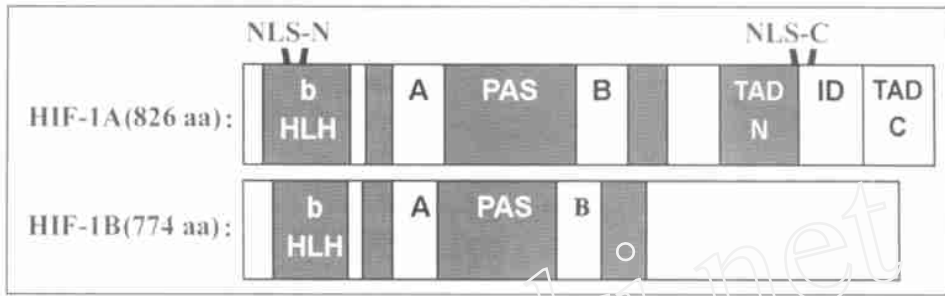 NLS-N NLS-C
HIF-1A(826 aa): b HLH A PAS B TAD N ID TAD C
HIF-1B(774 aa): b HLH A PAS B